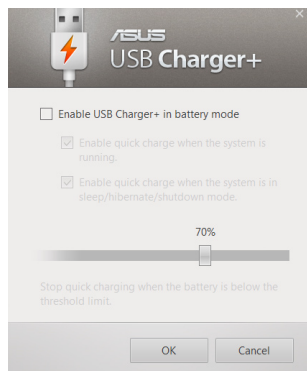 ASUS
USB Charger+
Enable USB Charger+ in battery mode
Enable quick charge when the system is
running.
Enable quick charge when the system is in
sleep/hibernate/shutdown mode.
70%
Stop quick charging when the battery is below the
threshold limit.
OK
Cancel